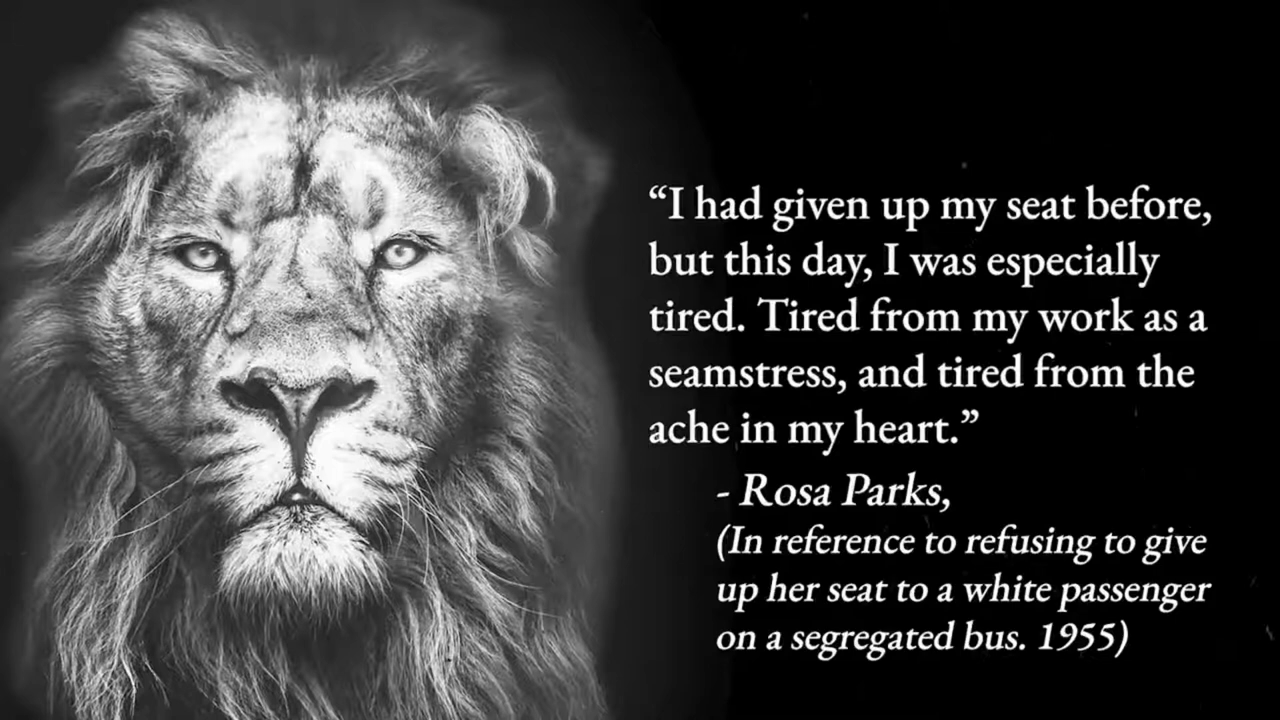 “I had given up my seat before,
but this day, I was especially
tired. Tired from my work as a
seamstress, and tired from the
ache in my heart.”
- Rosa Parks,
(In reference to refusing to give
up her seat to a white passenger
on a segregated bus. 1955)